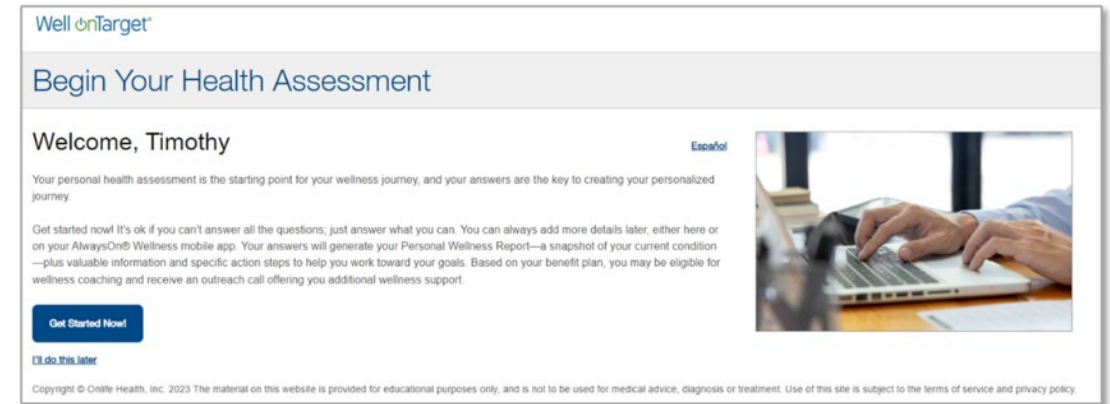 Well onTarget®
Begin Your Health Assessment
Welcome, Timothy
Español
Your personal health assessment is the starting point for your wellness journey, and your answers are the key to creating your personalized
journey.
Get started now! It's ok if you can't answer all the questions; just answer what you can. You can always add more details later, either here or
on your AlwaysOn® Wellness mobile app. Your answers will generate your Personal Wellness Report—a snapshot of your current condition
—plus valuable information and specific action steps to help you work toward your goals. Based on your benefit plan, you may be eligible for
wellness coaching and receive an outreach call offering you additional wellness support.
Get Started Now!
I'll do this later
Copyright © Onlife Health, Inc. 2023 The material on this website is provided for educational purposes only, and is not to be used for medical advice, diagnosis or treatment. Use of this site is subject to the terms of service and privacy policy.